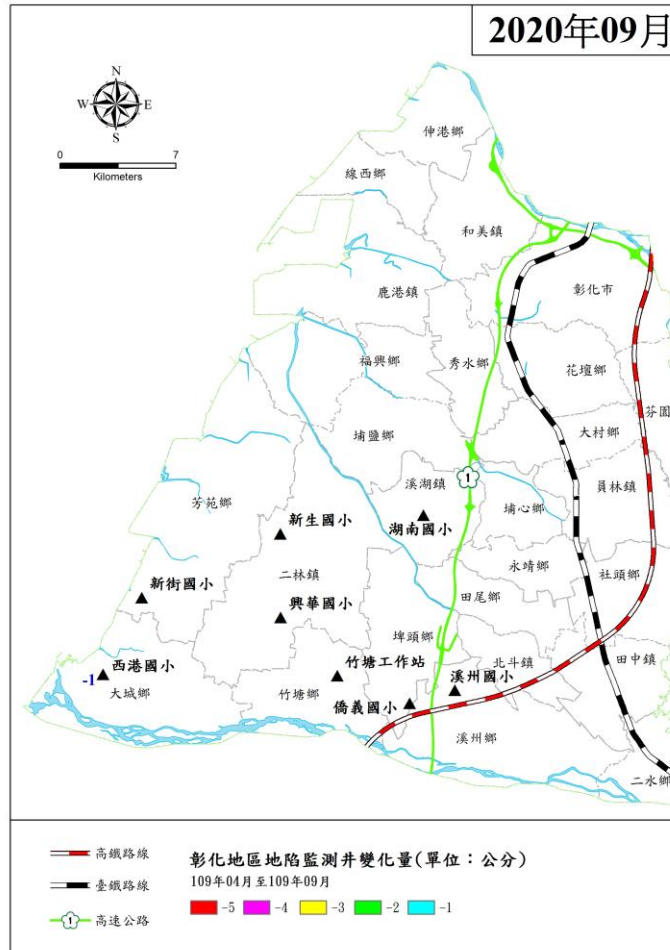 2020年09月
N
W E
S
0 7
Kilometers
伸港鄉
線西鄉
和美鎮
鹿港鎮
彰化市
福興鄉
秀水鄉
花壇鄉
芬園
埔鹽鄉
大村鄉
溪湖鎮
1
員林鎮
芳苑鄉
埔心鄉
新生國小
湖南國小
永靖鄉
二林鎮
社頭鄉
新街國小
田尾鄉
興華國小
埤頭鄉
北斗鎮
田中鎮
西港國小
竹塘工作站
-1
大城鄉
溪州國小
竹塘鄉
僑義國小
溪州鄉
二水鄉
高鐵路線
臺鐵路線
1 高速公路
彰化地區地陷監測井變化量(單位：公分)
109年04月至109年09月
-5 -4 -3 -2 -1